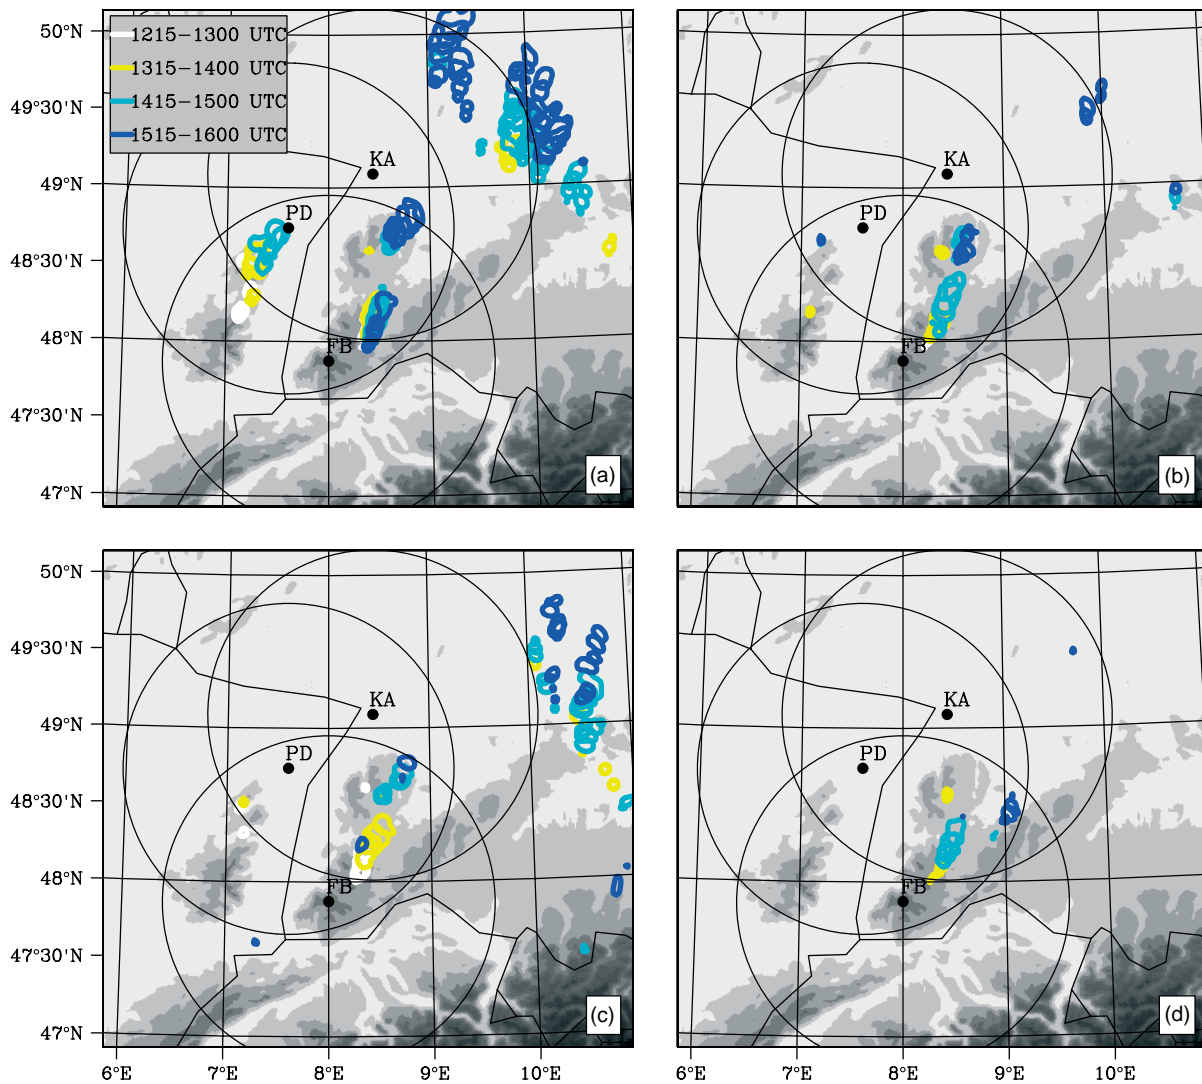 50°N
49°30'N
49°N
48°30'N
48°N
47°30'N
47°N
1215-1300 UTC
1315-1400 UTC
1415-1500 UTC
1515-1600 UTC
KA
PD
FB
(a)
KA
PD
FB
(b)
50°N
49°30'N
49°N
48°30'N
48°N
47°30'N
47°N
KA
PD
FB
(c)
KA
PD
FB
(d)
6°E 7°E 8°E 9°E 10°E
6°E 7°E 8°E 9°E 10°E